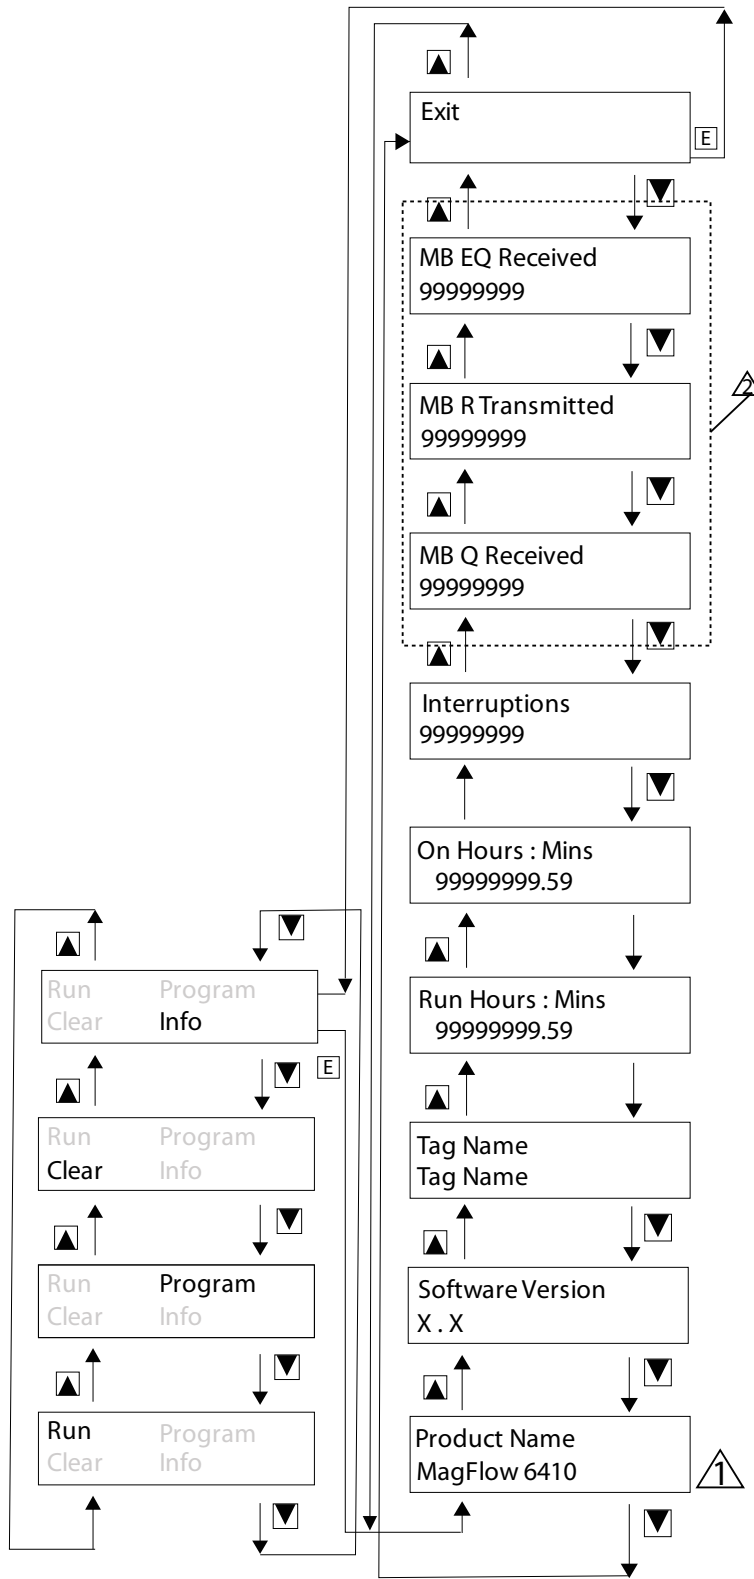 Exit
E
MB EQ Received
99999999
MB R Transmitted
99999999
2
MB Q Received
99999999
Interruptions
99999999
On Hours : Mins
99999999.59
Run Hours : Mins
99999999.59
Tag Name
Tag Name
Software Version
X . X
Product Name
MagFlow 6410
1
Run Program
Clear Info
E
Run Program
Clear Info
Run Program
Clear Info
Run Program
Clear Info